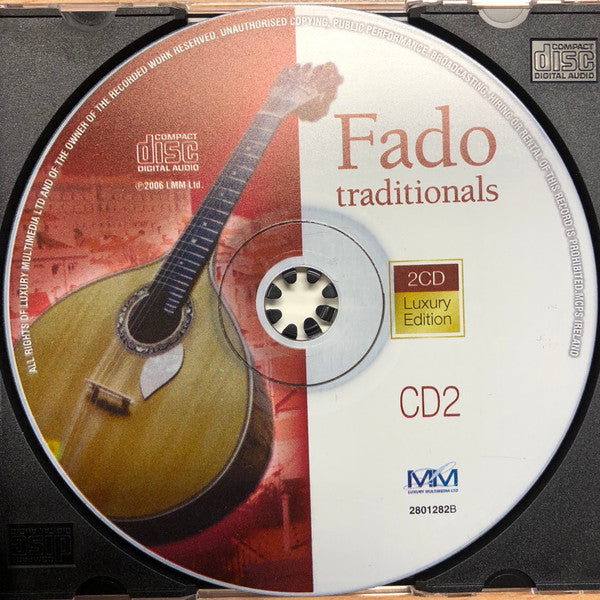 ALL RIGHTS OF LUXURY MULTIMEDIA LTD AND OF THE OWNER OF THE RECORDED WORK RESERVED. UNAUTHORISED COPYING, PUBLIC PERFORMANCE, BROADCASTING, HIRING OR RENTAL OF THIS RECORD IS PROHIBITED. MCPS IRELAND
COMPACT
disc
DIGITAL AUDIO
COMPACT
disc
DIGITAL AUDIO
℗2006 LMM Ltd.
Fado
traditionals
2CD
Luxury
Edition
CD2
MM
LUXURY MULTIMEDIA LTD
2801282B